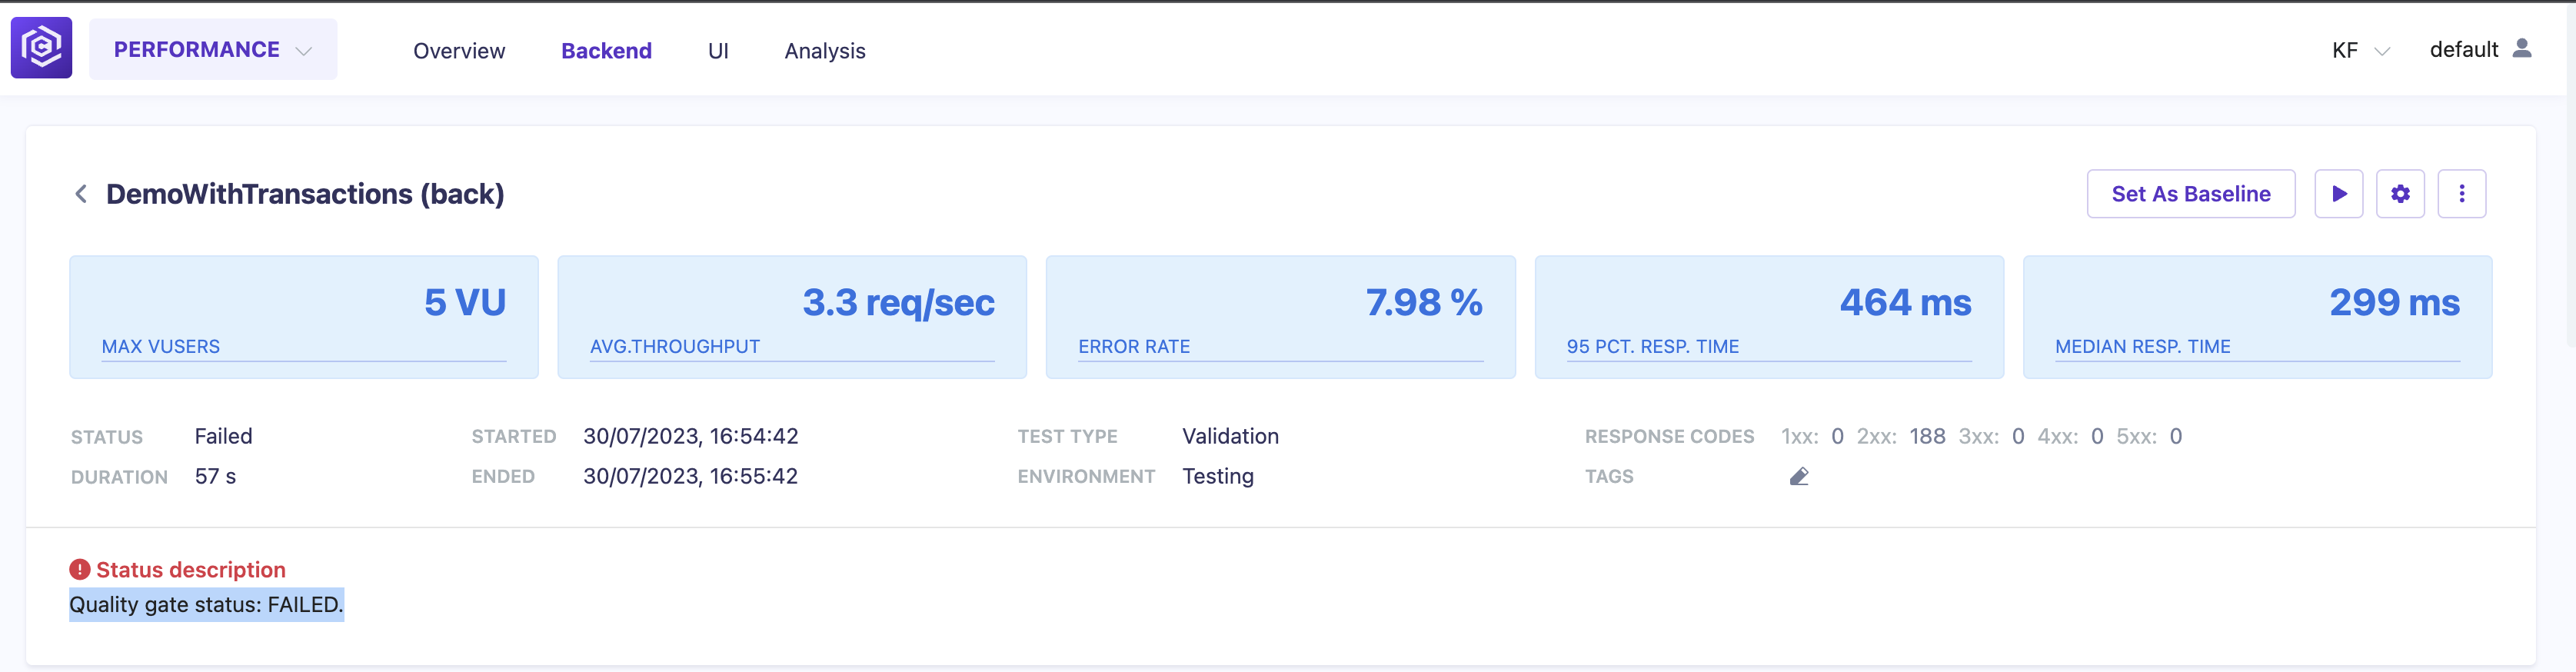 PERFORMANCE Overview Backend UI Analysis KF default
DemoWithTransactions (back) Set As Baseline
5 VU 3.3 req/sec 7.98 % 464 ms 299 ms
MAX VUSERS AVG.THROUGHPUT ERROR RATE 95 PCT. RESP. TIME MEDIAN RESP. TIME
STATUS Failed STARTED 30/07/2023, 16:54:42 TEST TYPE Validation RESPONSE CODES 1xx: 0 2xx: 188 3xx: 0 4xx: 0 5xx: 0
DURATION 57 s ENDED 30/07/2023, 16:55:42 ENVIRONMENT Testing TAGS
Status description
Quality gate status: FAILED.